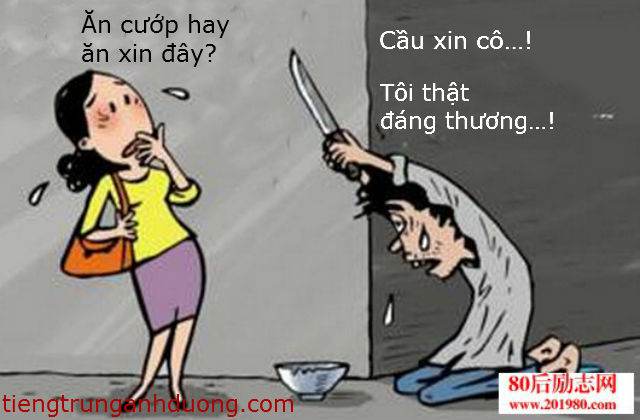 Ăn cướp hay
ăn xin đây?
Cầu xin cô...!
Tôi thật
đáng thương...!
tiengtrunganhduong.com
80后励志网
www.201980.com